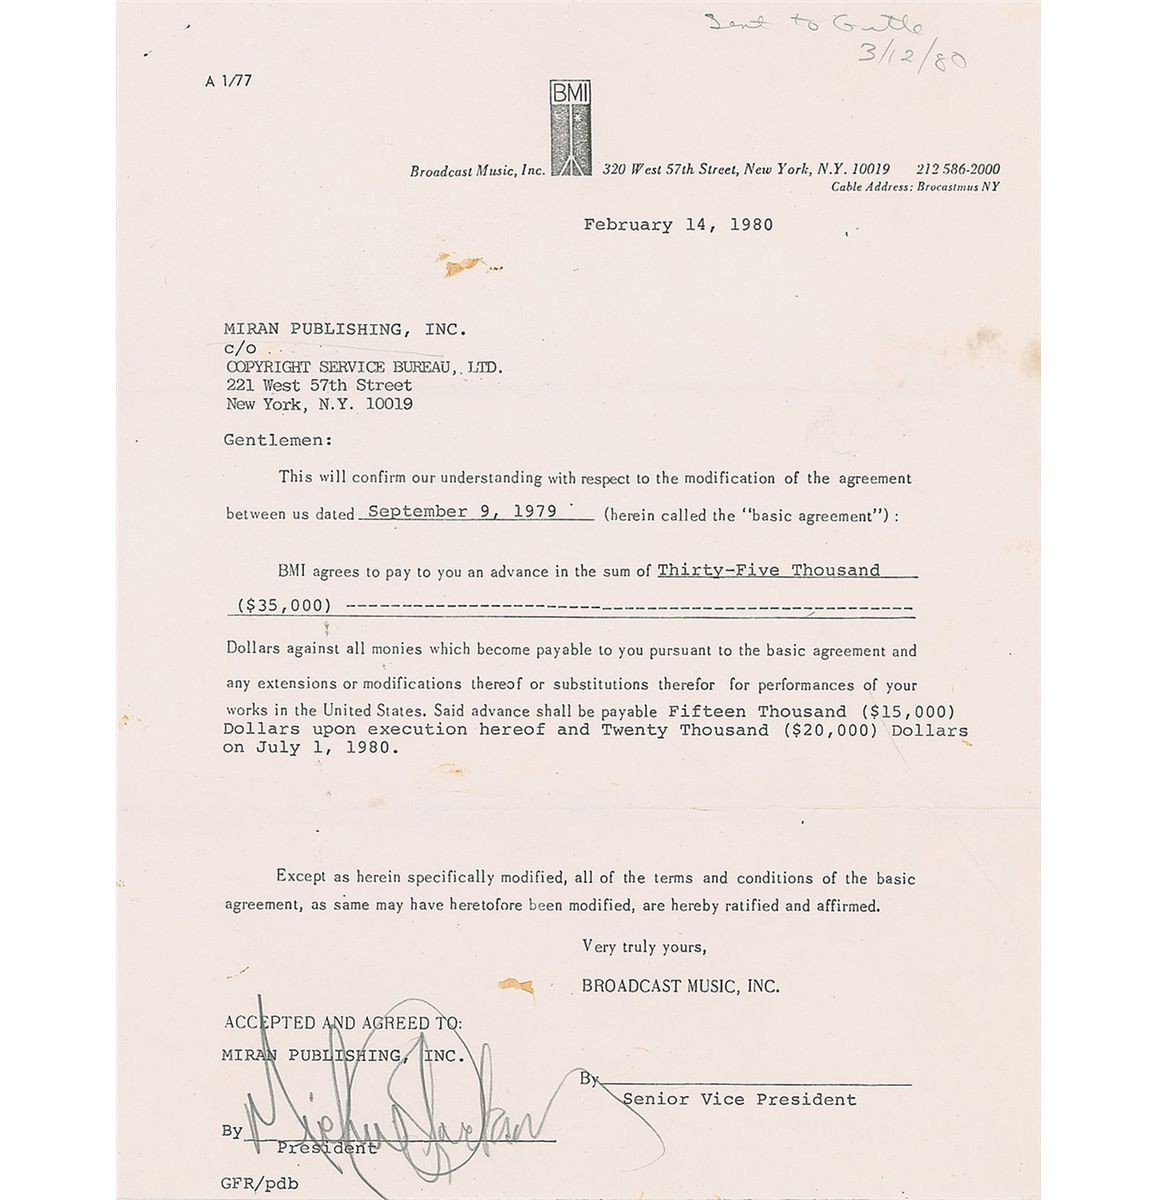 Sent to
3/12/80
A 1/77
BMI
Broadcast Music, Inc. 320 West 57th Street, New York, N.Y. 10019 212 586-2000
Cable Address: Brocastmus NY
February 14, 1980
MIRAN PUBLISHING, INC.
c/o
COPYRIGHT SERVICE BUREAU, LTD.
221 West 57th Street
New York, N.Y. 10019
Gentlemen:
This will confirm our understanding with respect to the modification of the agreement
between us dated September 9, 1979 (herein called the "basic agreement") :
BMI agrees to pay to you an advance in the sum of Thirty-Five Thousand
($35,000) ------------------------------------------------------------
Dollars against all monies which become payable to you pursuant to the basic agreement and
any extensions or modifications thereof or substitutions therefor for performances of your
works in the United States. Said advance shall be payable Fifteen Thousand ($15,000)
Dollars upon execution hereof and Twenty Thousand ($20,000) Dollars
on July 1, 1980.
Except as herein specifically modified, all of the terms and conditions of the basic
agreement, as same may have heretofore been modified, are hereby ratified and affirmed.
Very truly yours,
BROADCAST MUSIC, INC.
ACCEPTED AND AGREED TO:
MIRAN PUBLISHING, INC.
By
Senior Vice President
By Michael Jackson
President
GFR/pdb